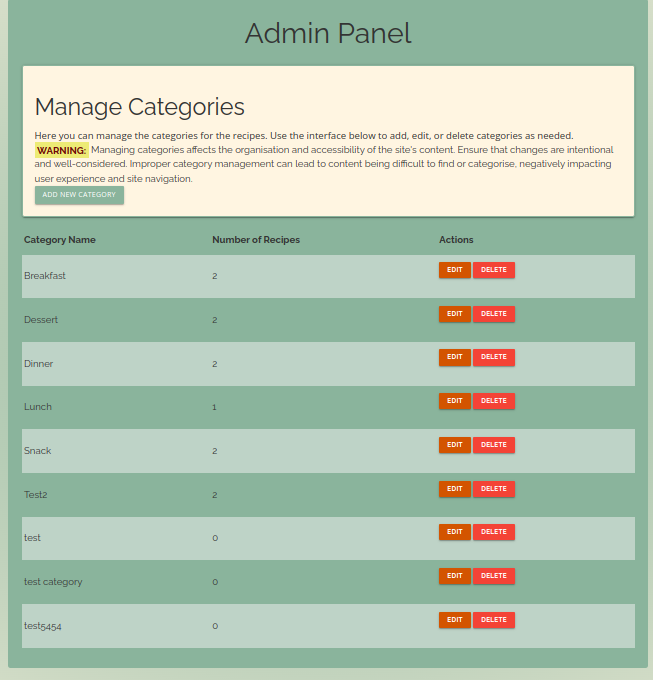 Admin Panel
Manage Categories
Here you can manage the categories for the recipes. Use the interface below to add, edit, or delete categories as needed.
WARNING: Managing categories affects the organisation and accessibility of the site's content. Ensure that changes are intentional
and well-considered. Improper category management can lead to content being difficult to find or categorise, negatively impacting
user experience and site navigation.
ADD NEW CATEGORY
Category Name Number of Recipes Actions
Breakfast 2 EDIT DELETE
Dessert 2 EDIT DELETE
Dinner 2 EDIT DELETE
Lunch 1 EDIT DELETE
Snack 2 EDIT DELETE
Test2 2 EDIT DELETE
test 0 EDIT DELETE
test category 0 EDIT DELETE
test5454 0 EDIT DELETE